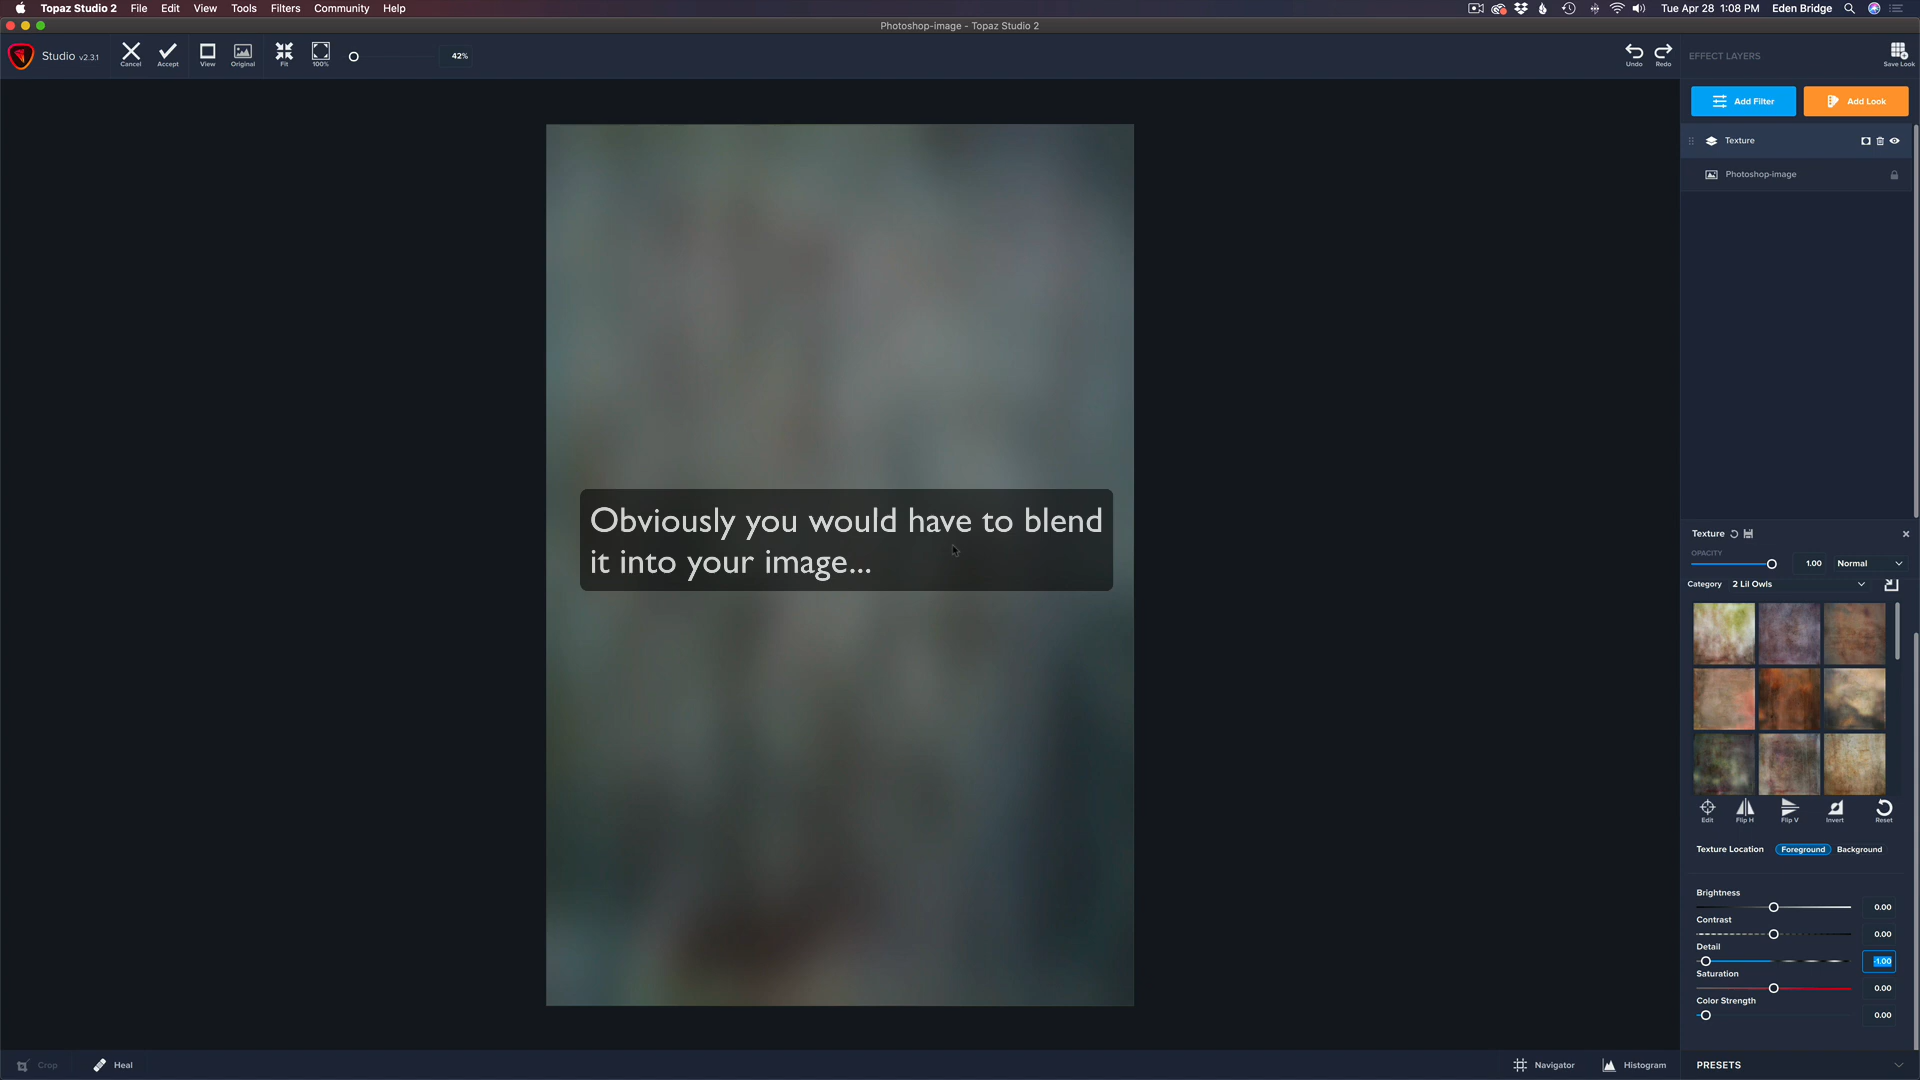 Topaz Studio 2 File Edit View Tools Filters Community Help Tue Apr 28 1:08 PM Eden Bridge
Photoshop-image - Topaz Studio 2
Studio v2.3.1 Cancel Accept View Original Fit 100% 42% Undo Redo EFFECT LAYERS Save Look
Add Filter Add Look
Texture
Photoshop-image
Obviously you would have to blend
it into your image...
Texture
OPACITY
1.00 Normal
Category 2 Lil Owls
Edit Flip H Flip V Invert Reset
Texture Location Foreground Background
Brightness
0.00
Contrast
0.00
Detail
-1.00
Saturation
0.00
Color Strength
0.00
Crop Heal Navigator Histogram PRESETS